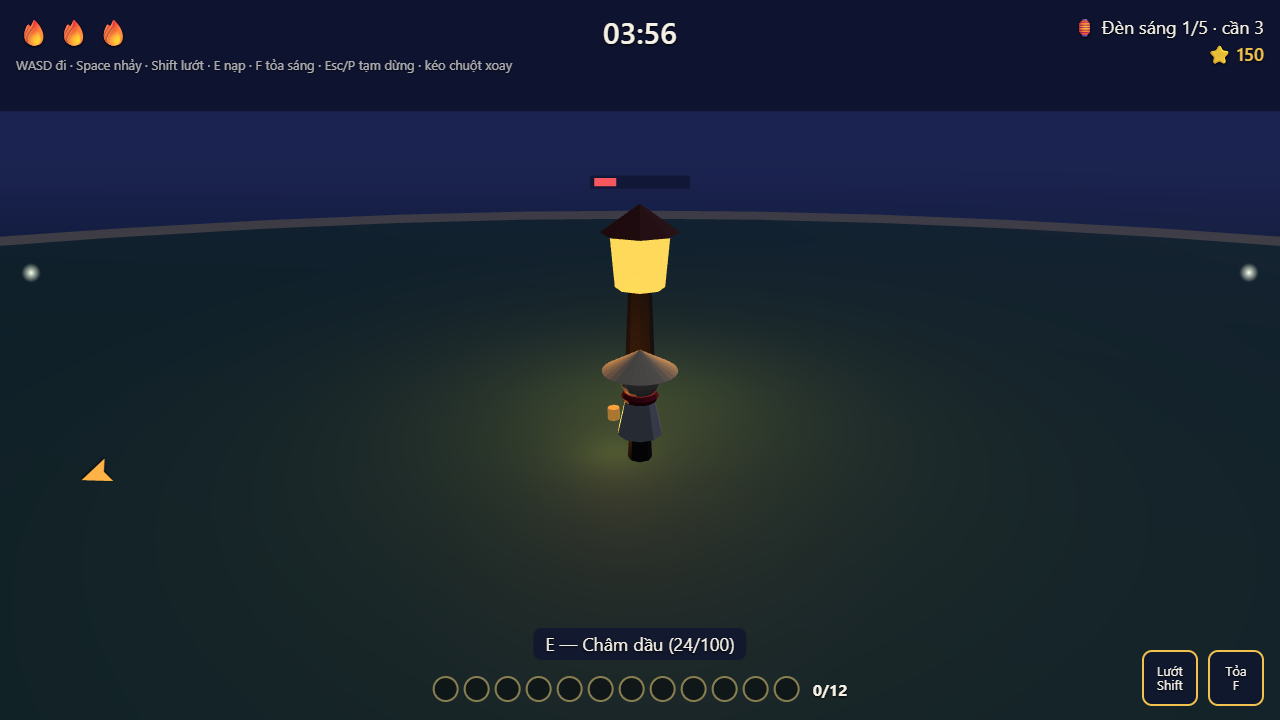 03:56
Đèn sáng 1/5 · cần 3
150
WASD đi · Space nhảy · Shift lướt · E nạp · F tỏa sáng · Esc/P tạm dừng · kéo chuột xoay
E — Châm dầu (24/100)
0/12
Lướt
Shift
Tỏa
F